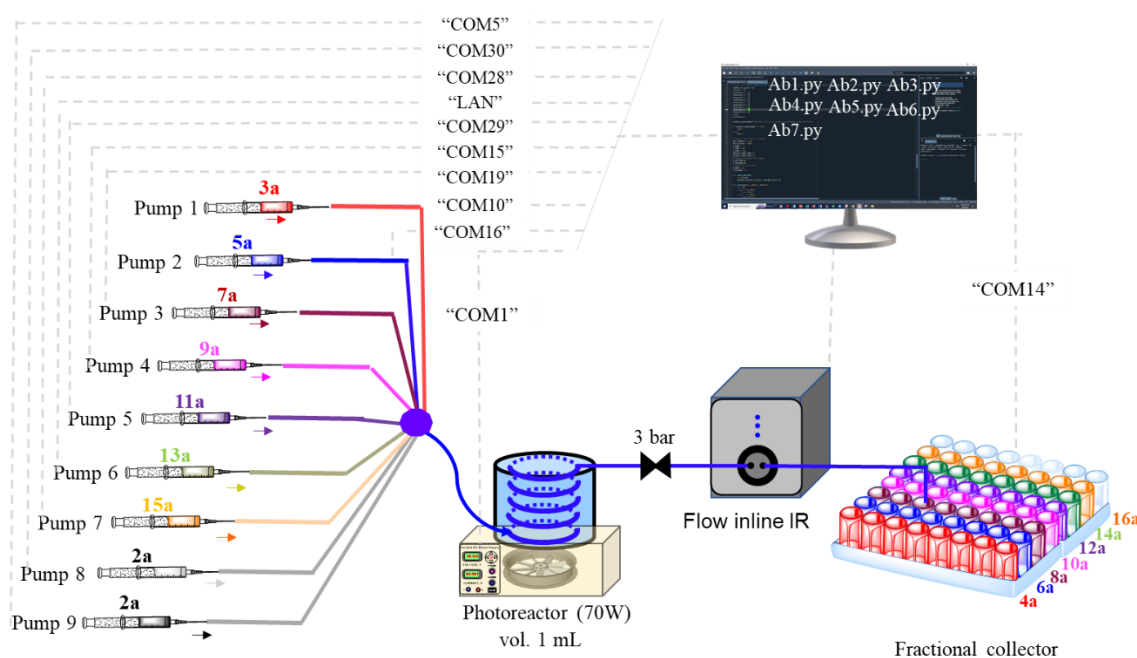 “COM5”
“COM30”
“COM28”
“LAN”
“COM29”
“COM15”
“COM19”
“COM10”
“COM16”
“COM1”
“COM14”
Ab1.py Ab2.py Ab3.py
Ab4.py Ab5.py Ab6.py
Ab7.py
Pump 1
3a
Pump 2
5a
Pump 3
7a
Pump 4
9a
Pump 5
11a
Pump 6
13a
Pump 7
15a
Pump 8
2a
Pump 9
2a
Photoreactor (70W)
vol. 1 mL
3 bar
Flow inline IR
16a
14a
12a
10a
8a
6a
4a
Fractional collector